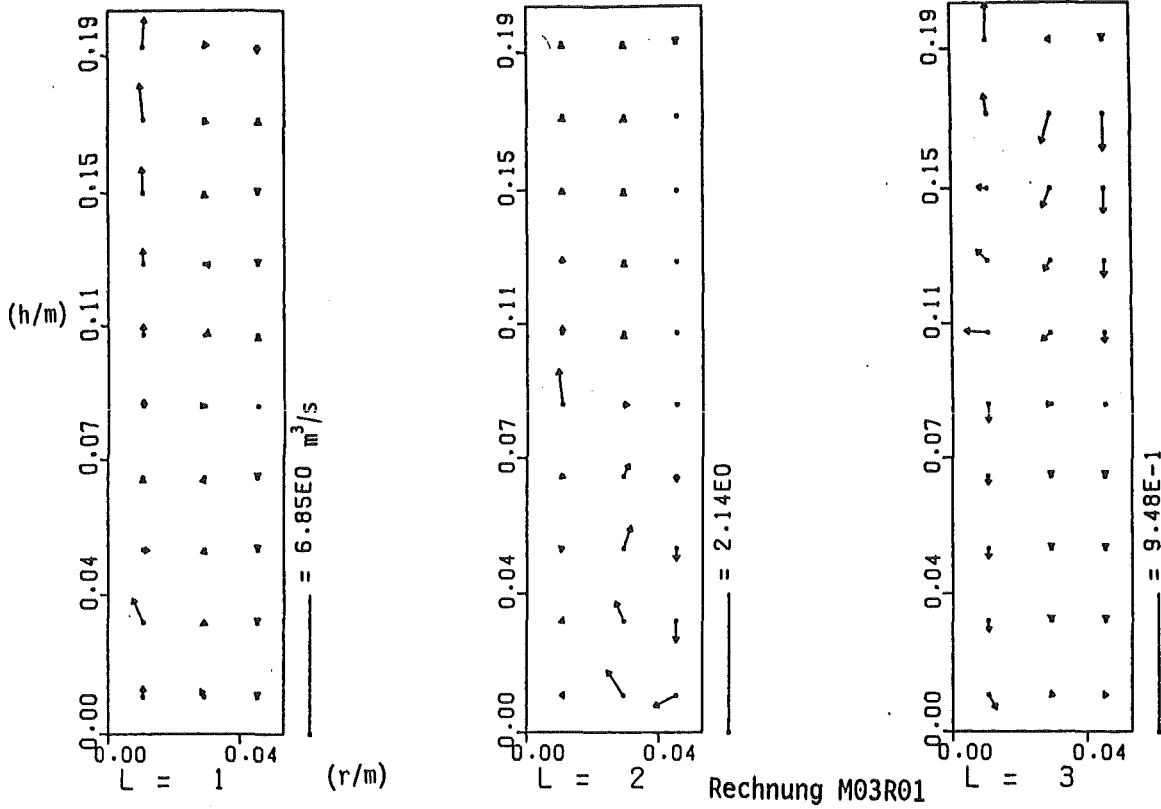 0.19
0.15
0.11
0.07
0.04
0.00
(h/m)
0.00 0.04
L = 1
(r/m)
= 6.85E0 m³/s
0.19
0.15
0.11
0.07
0.04
0.00
0.00 0.04
L = 2
= 2.14E0
0.19
0.15
0.11
0.07
0.04
0.00
0.00 0.04
L = 3
= 9.48E-1
Rechnung M03R01